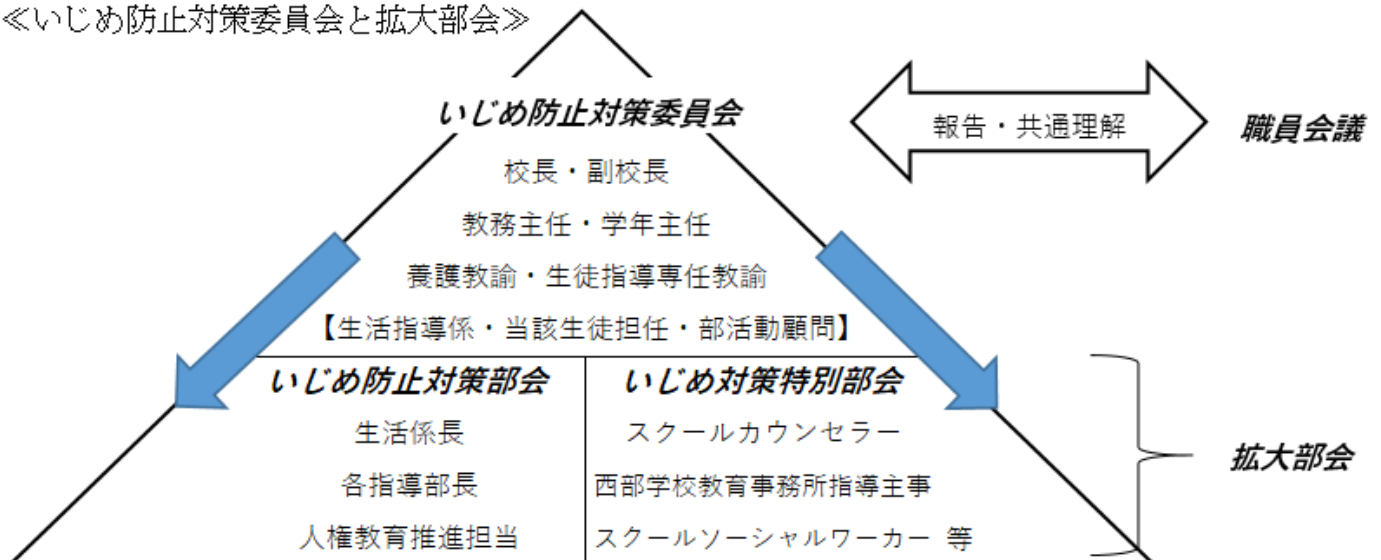 ≪いじめ防止対策委員会と拡大部会≫
いじめ防止対策委員会
報告・共通理解
職員会議
校長・副校長
教務主任・学年主任
養護教諭・生徒指導専任教諭
【生活指導係・当該生徒担任・部活動顧問】
いじめ防止対策部会
生活係長
各指導部長
人権教育推進担当
いじめ対策特別部会
スクールカウンセラー
西部学校教育事務所指導主事
スクールソーシャルワーカー 等
拡大部会